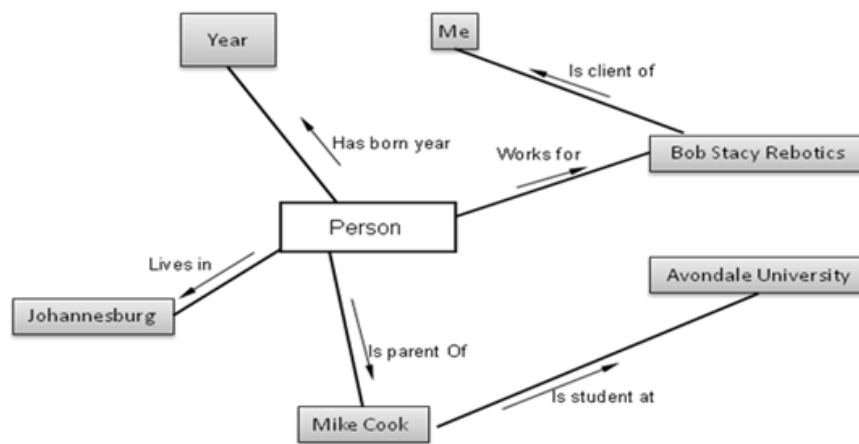 Year
Me
Is client of
Has born year
Works for
Bob Stacy Rebotics
Person
Lives in
Avondale University
Johannesburg
Is parent Of
Is student at
Mike Cook